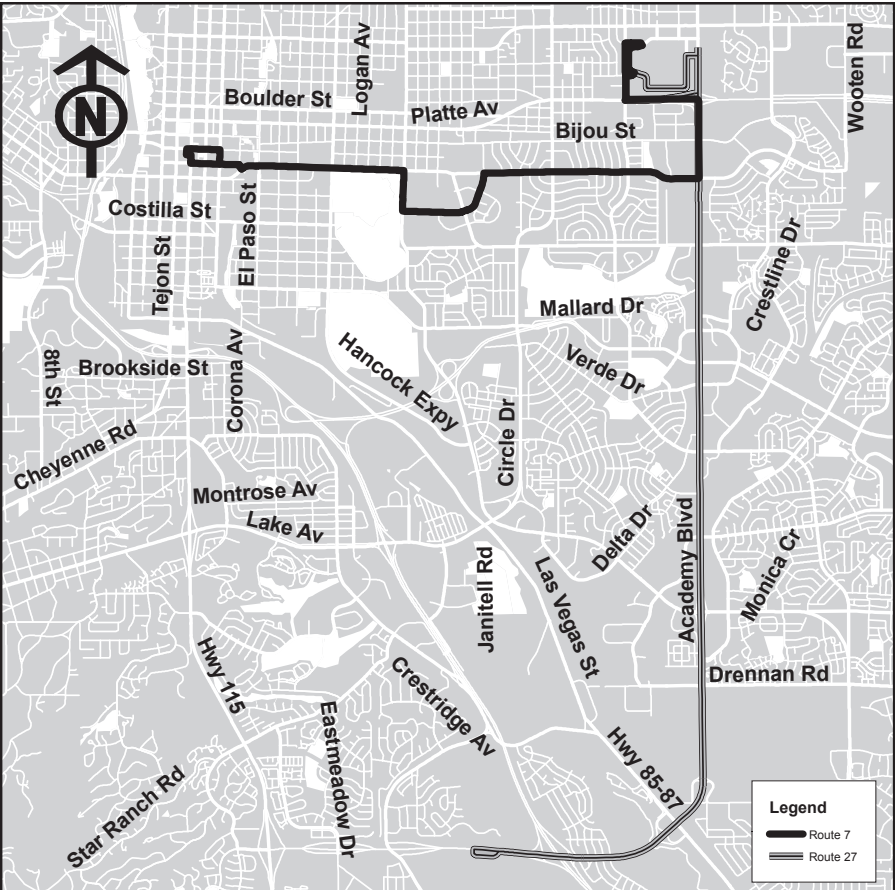 Logan Av
Wooten Rd
N
Boulder St
Platte Av
Bijou St
Costilla St
El Paso St
Tejon St
Crestline Dr
Mallard Dr
8th St
Brookside St
Corona Av
Hancock Expy
Verde Dr
Cheyenne Rd
Circle Dr
Montrose Av
Lake Av
Delta Dr
Academy Blvd
Monica Cr
Janitell Rd
Las Vegas St
Hwy 115
Crestridge Av
Drennan Rd
Eastmeadow Dr
Hwy 85-87
Star Ranch Rd
Legend
Route 7
Route 27